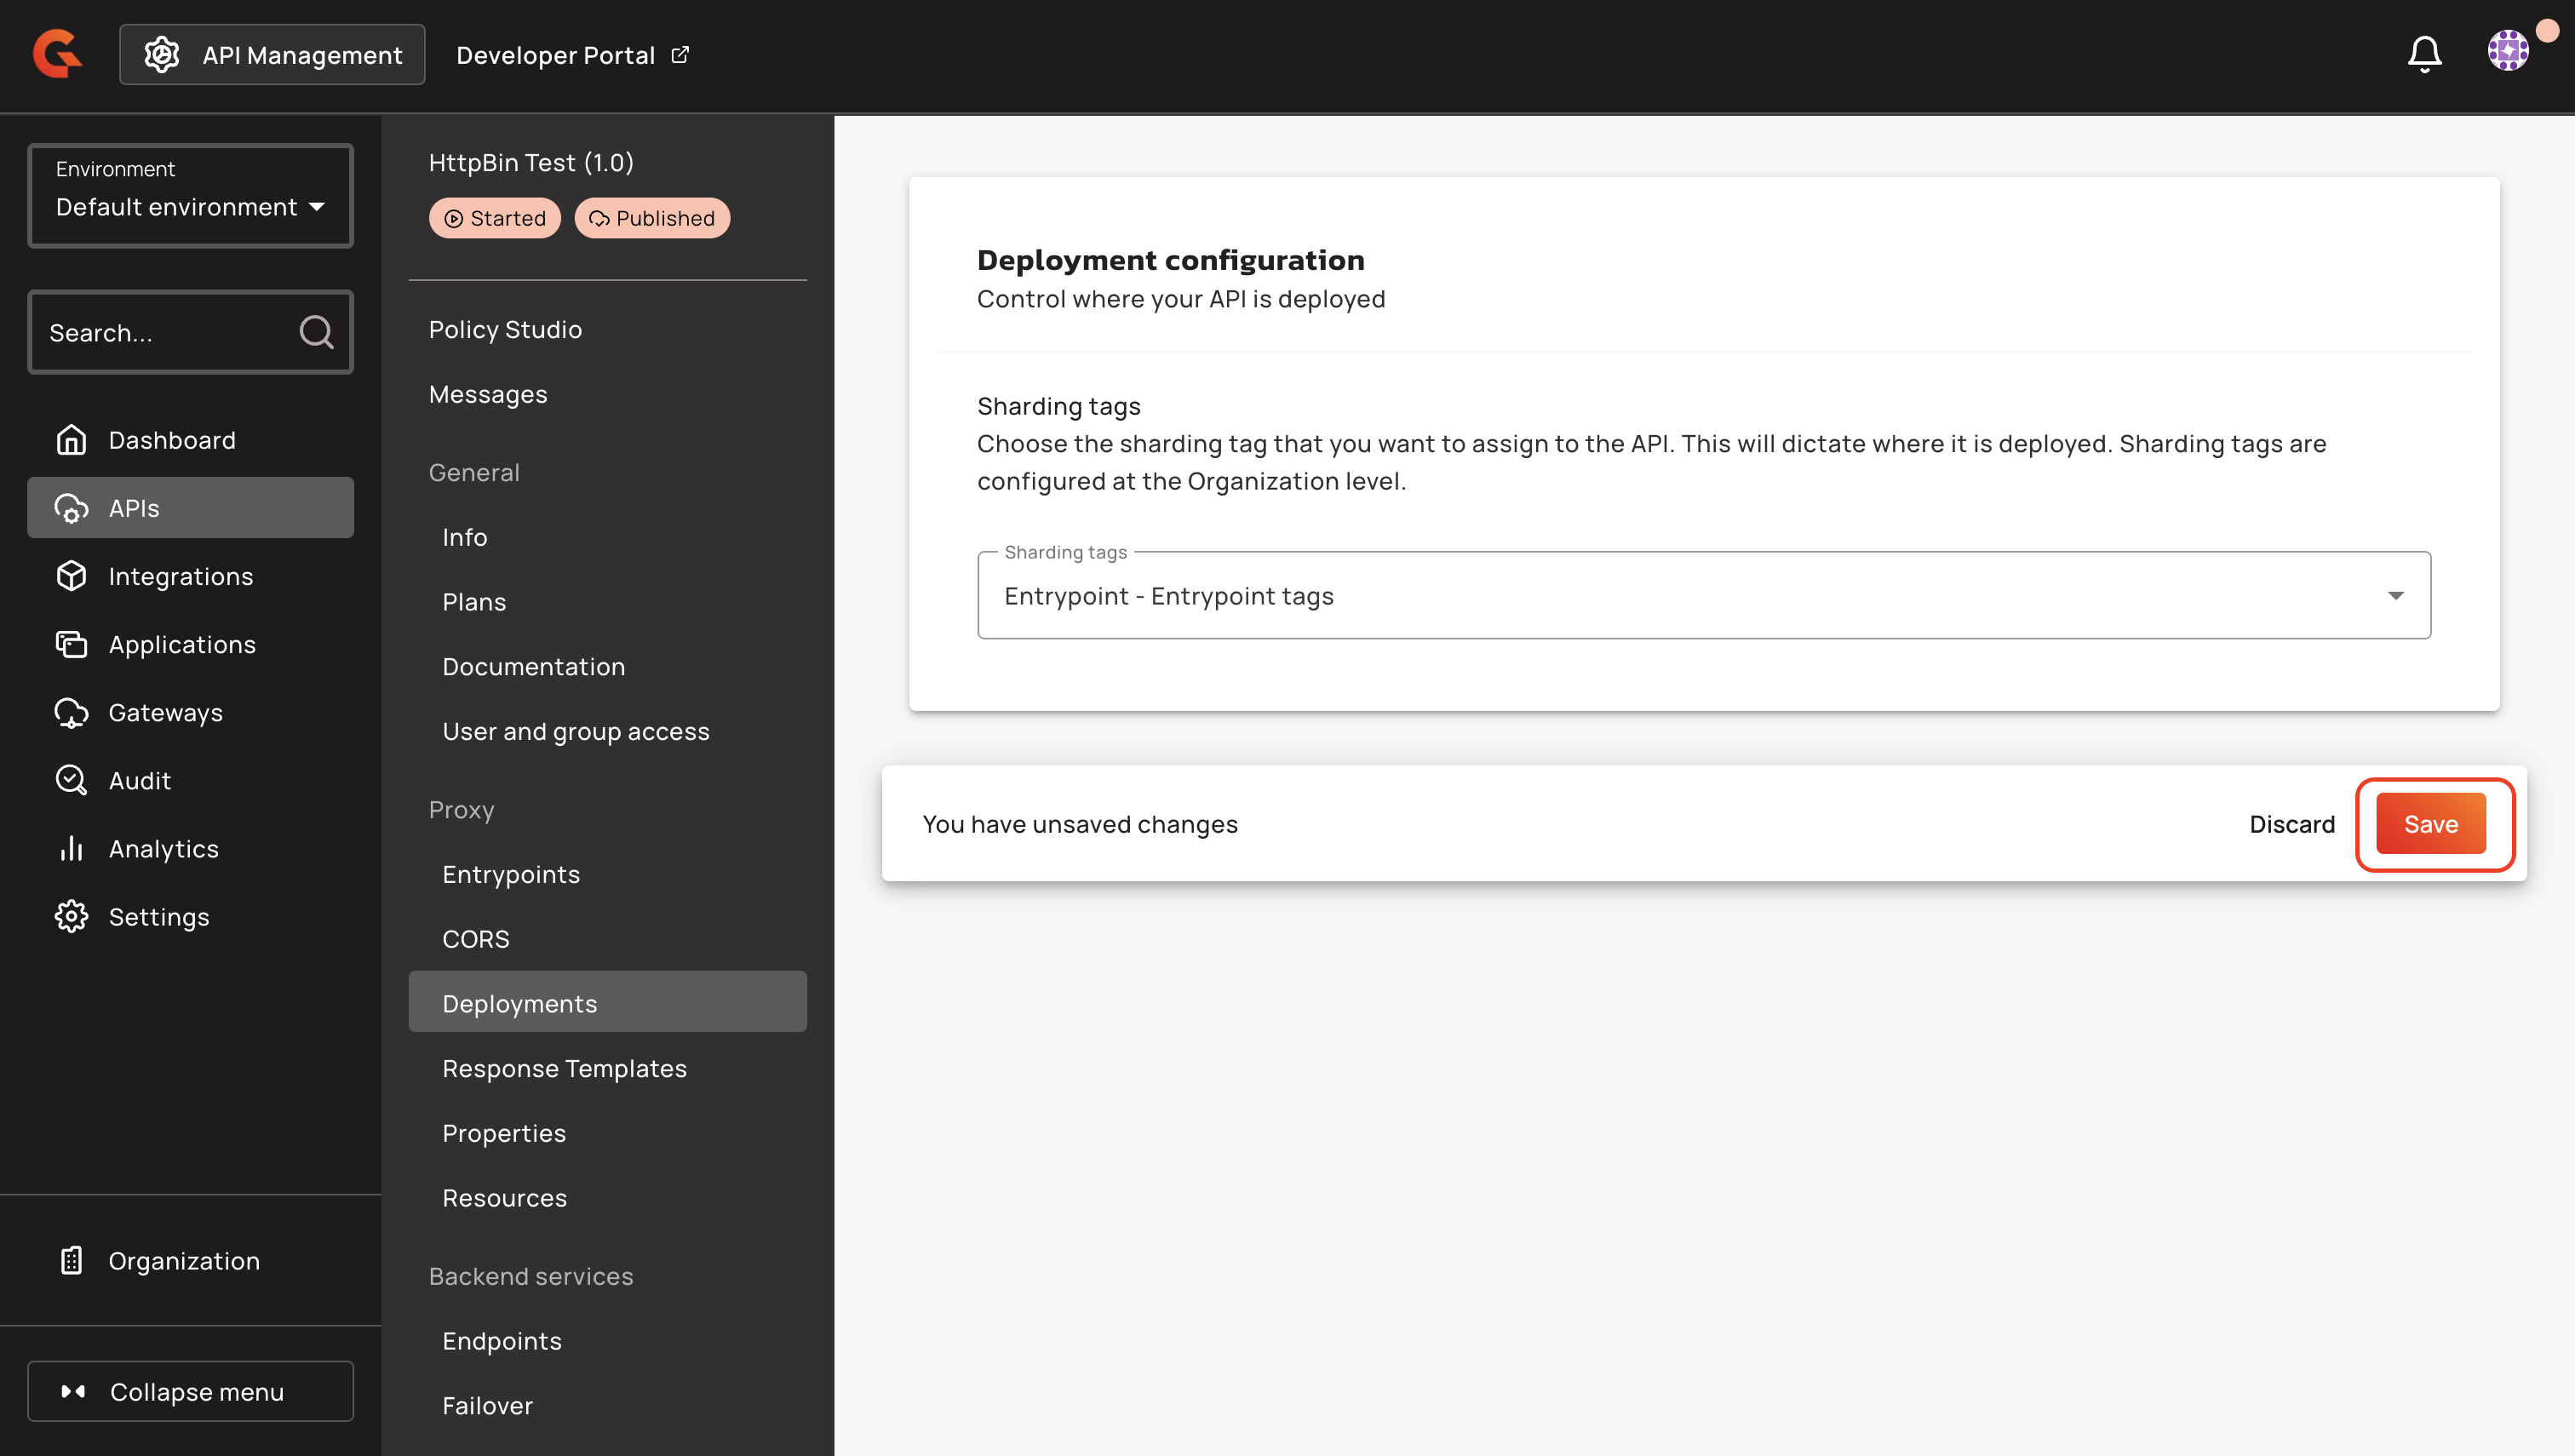 API Management
Developer Portal
Environment
Default environment
Search...
Dashboard
APIs
Integrations
Applications
Gateways
Audit
Analytics
Settings
Organization
Collapse menu
HttpBin Test (1.0)
Started
Published
Policy Studio
Messages
General
Info
Plans
Documentation
User and group access
Proxy
Entrypoints
CORS
Deployments
Response Templates
Properties
Resources
Backend services
Endpoints
Failover
Deployment configuration
Control where your API is deployed
Sharding tags
Choose the sharding tag that you want to assign to the API. This will dictate where it is deployed. Sharding tags are
configured at the Organization level.
Sharding tags
Entrypoint - Entrypoint tags
You have unsaved changes
Discard
Save